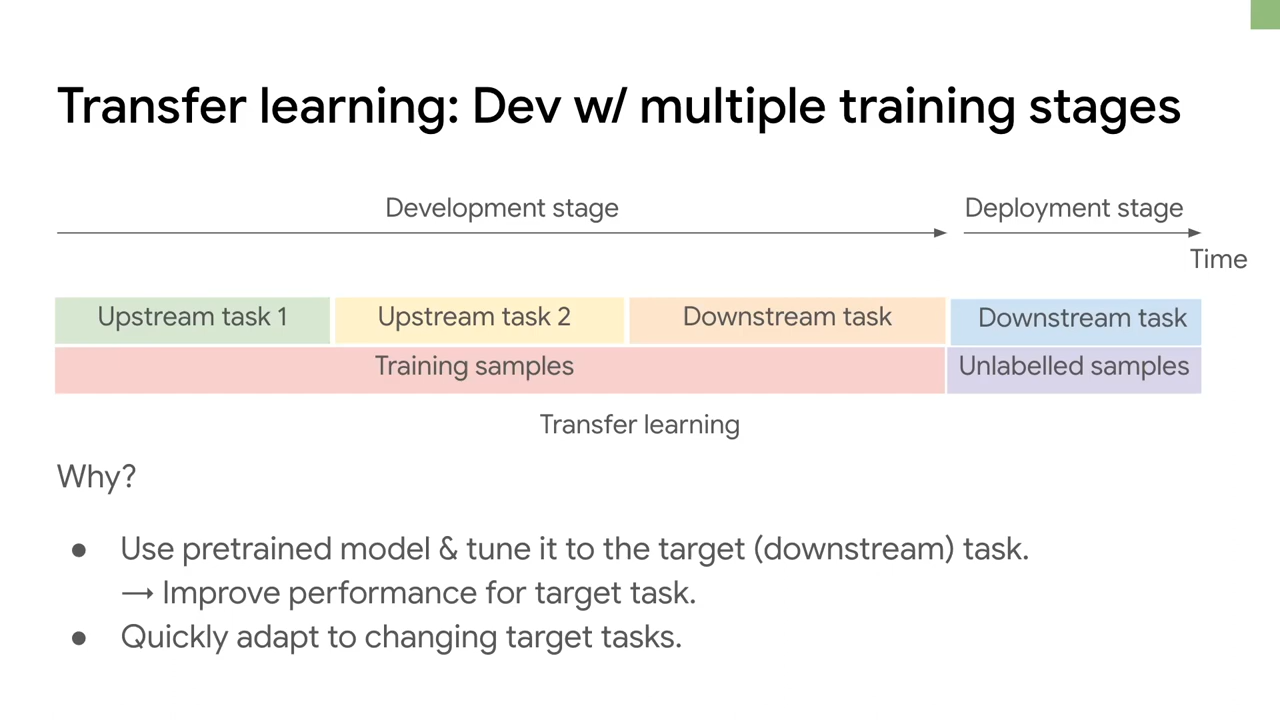 Transfer learning: Dev w/ multiple training stages
Development stage
Deployment stage
Time
Upstream task 1
Upstream task 2
Downstream task
Downstream task
Training samples
Unlabelled samples
Transfer learning
Why?
● Use pretrained model & tune it to the target (downstream) task.
→ Improve performance for target task.
● Quickly adapt to changing target tasks.